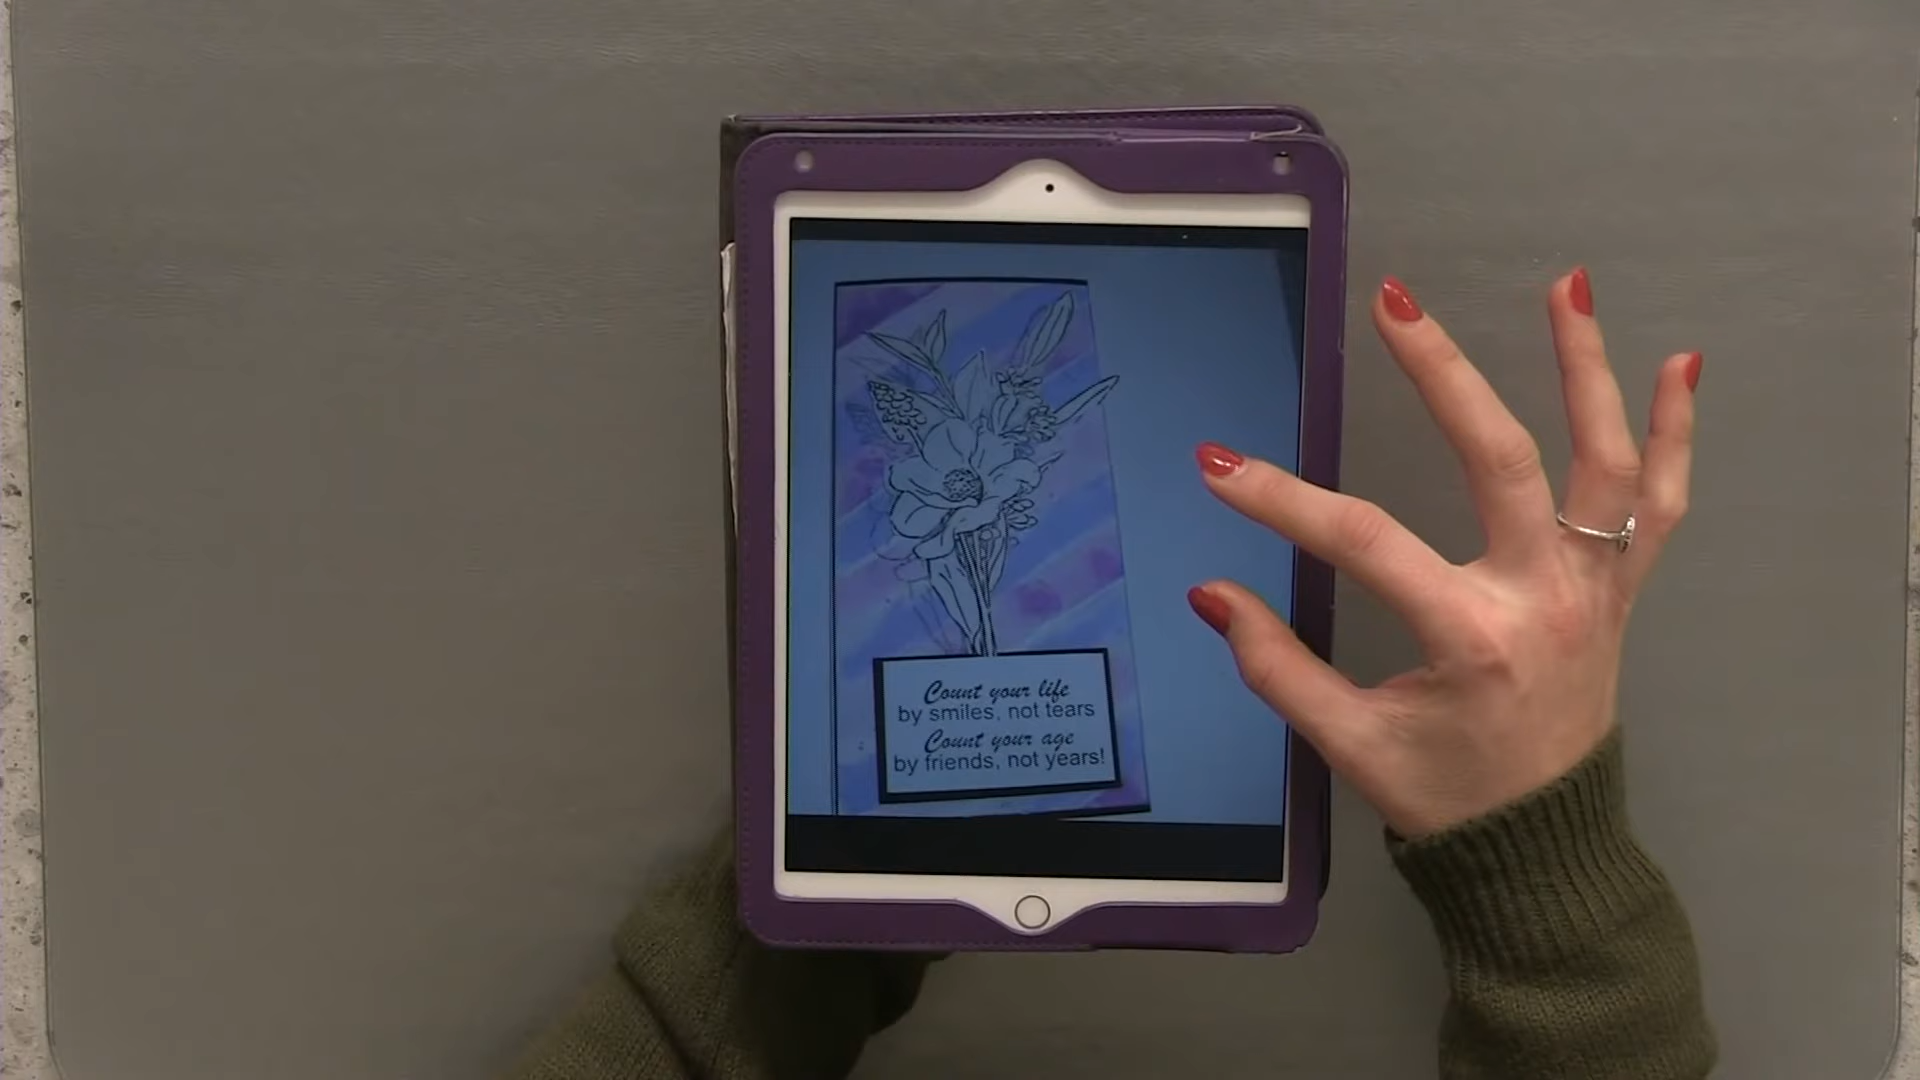 Count your life
by smiles, not tears
Count your age
by friends, not years!